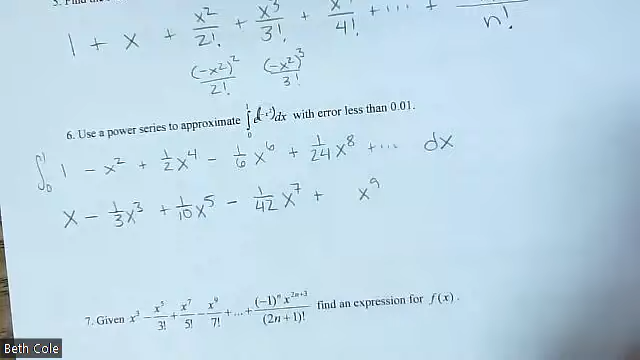 1 + x + x²/2! + x³/3! + x/4! + ... +
n!
(-x²)²/2! (-x²)³/3!
6. Use a power series to approximate ∫₀¹ e^(-x²) dx with error less than 0.01.
∫₀¹ 1 - x² + 1/2 x⁴ - 1/6 x⁶ + 1/24 x⁸ + ... dx
x - 1/3 x³ + 1/10 x⁵ - 1/42 x⁷ + x⁹
7. Given x³ - x⁵/3! + x⁷/5! - x⁹/7! + ... + (-1)ⁿ x²ⁿ⁺³/(2n+1)! find an expression for f(x).
Beth Cole